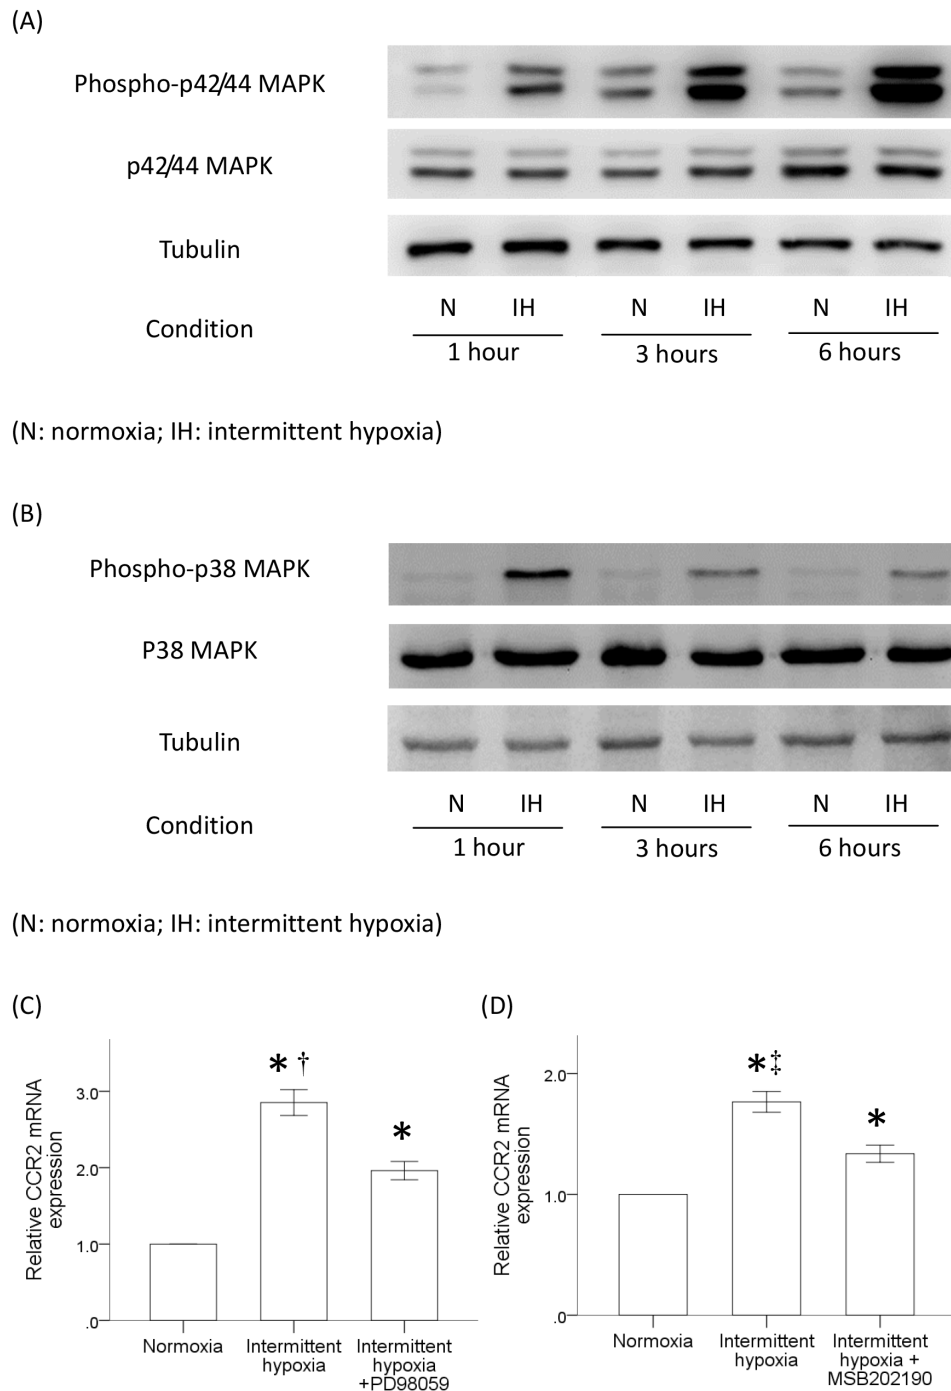 (A)
Phospho-p42/44 MAPK
p42/44 MAPK
Tubulin
N IH N IH N IH
Condition
1 hour 3 hours 6 hours
(N: normoxia; IH: intermittent hypoxia)
(B)
Phospho-p38 MAPK
P38 MAPK
Tubulin
N IH N IH N IH
Condition
1 hour 3 hours 6 hours
(N: normoxia; IH: intermittent hypoxia)
(C)
Relative CCR2 mRNA
expression
3.0
2.0
1.0
.0
* †
*
Normoxia
Intermittent
hypoxia
Intermittent
hypoxia
+PD98059
(D)
Relative CCR2 mRNA
expression
2.0
1.0
.0
*‡
*
Normoxia
Intermittent
hypoxia
Intermittent
hypoxia +
MSB202190